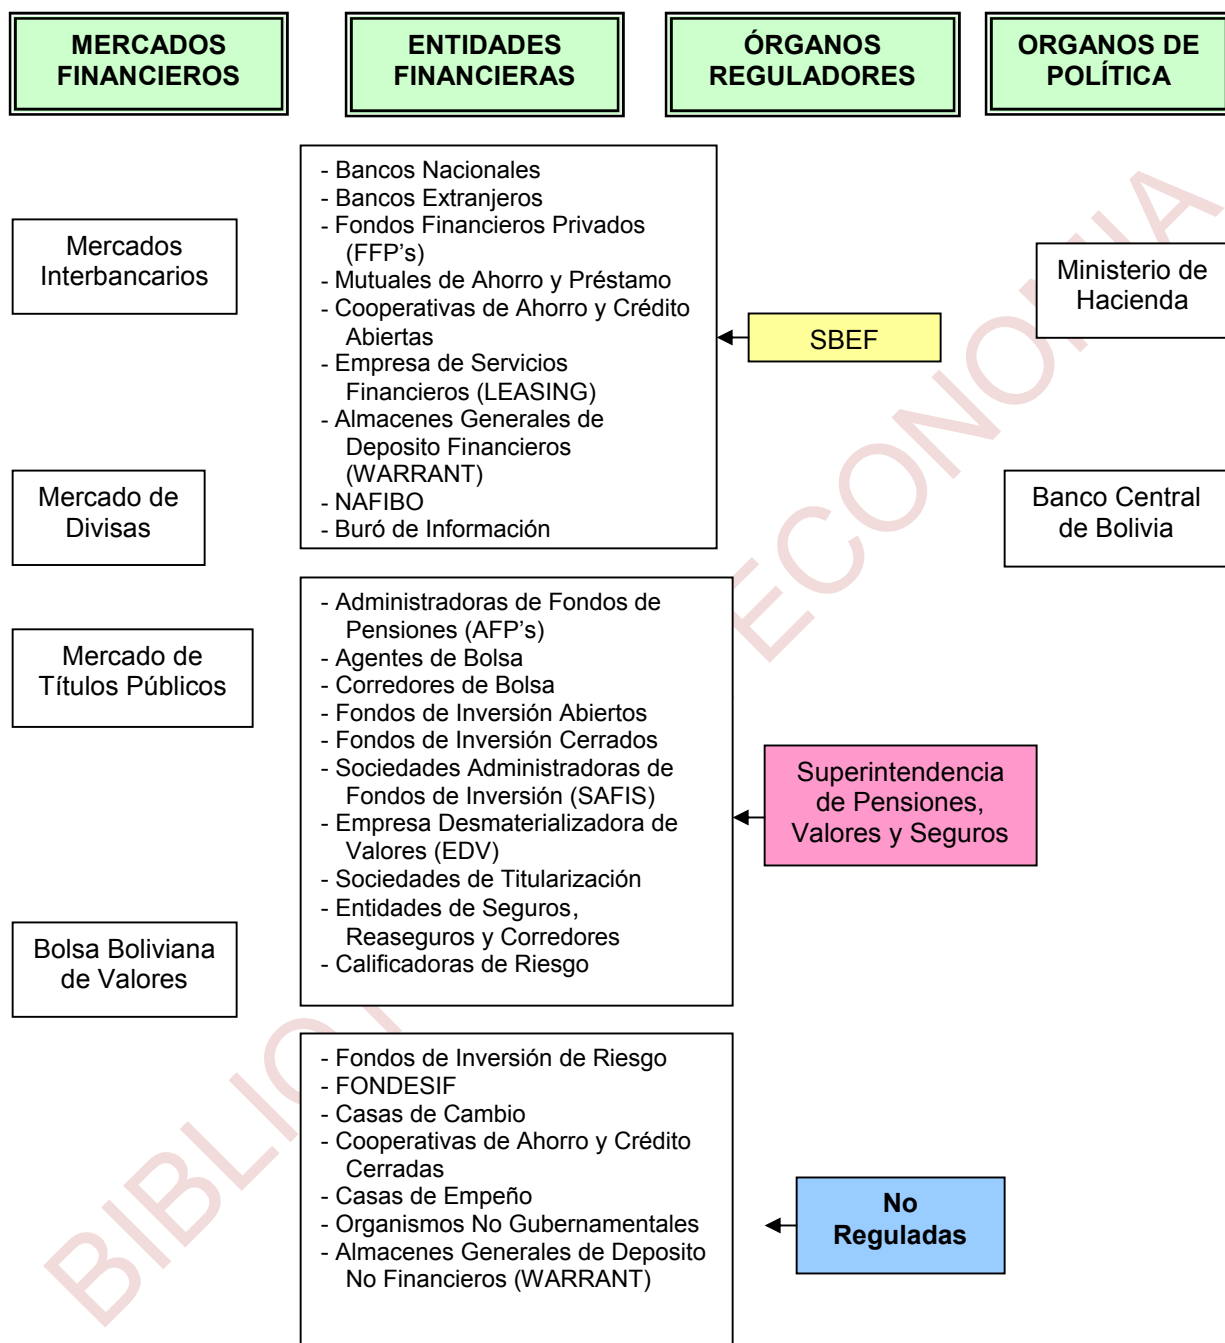 MERCADOS
FINANCIEROS
ENTIDADES
FINANCIERAS
ÓRGANOS
REGULADORES
ORGANOS DE
POLÍTICA
Mercados
Interbancarios
Mercado de
Divisas
Mercado de
Títulos Públicos
Bolsa Boliviana
de Valores
- Bancos Nacionales
- Bancos Extranjeros
- Fondos Financieros Privados
(FFP’s)
- Mutuales de Ahorro y Préstamo
- Cooperativas de Ahorro y Crédito
Abiertas
- Empresa de Servicios
Financieros (LEASING)
- Almacenes Generales de
Deposito Financieros
(WARRANT)
- NAFIBO
- Buró de Información
- Administradoras de Fondos de
Pensiones (AFP’s)
- Agentes de Bolsa
- Corredores de Bolsa
- Fondos de Inversión Abiertos
- Fondos de Inversión Cerrados
- Sociedades Administradoras de
Fondos de Inversión (SAFIS)
- Empresa Desmaterializadora de
Valores (EDV)
- Sociedades de Titularización
- Entidades de Seguros,
Reaseguros y Corredores
- Calificadoras de Riesgo
- Fondos de Inversión de Riesgo
- FONDESIF
- Casas de Cambio
- Cooperativas de Ahorro y Crédito
Cerradas
- Casas de Empeño
- Organismos No Gubernamentales
- Almacenes Generales de Deposito
No Financieros (WARRANT)
SBEF
Superintendencia
de Pensiones,
Valores y Seguros
No
Reguladas
Ministerio de
Hacienda
Banco Central
de Bolivia
ECONOMIA